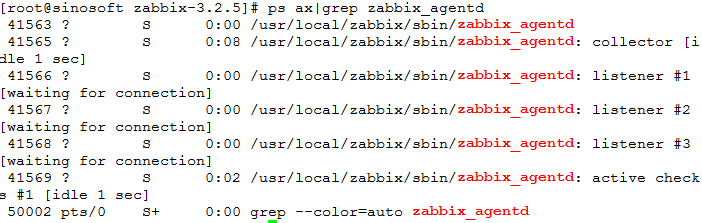 [root@sinosoft zabbix-3.2.5]# ps ax|grep zabbix_agentd
41563 ?        S      0:00 /usr/local/zabbix/sbin/zabbix_agentd
41565 ?        S      0:08 /usr/local/zabbix/sbin/zabbix_agentd: collector [i
dle 1 sec]
41566 ?        S      0:00 /usr/local/zabbix/sbin/zabbix_agentd: listener #1
[waiting for connection]
41567 ?        S      0:00 /usr/local/zabbix/sbin/zabbix_agentd: listener #2
[waiting for connection]
41568 ?        S      0:00 /usr/local/zabbix/sbin/zabbix_agentd: listener #3
[waiting for connection]
41569 ?        S      0:02 /usr/local/zabbix/sbin/zabbix_agentd: active check
s #1 [idle 1 sec]
50002 pts/0    S+     0:00 grep --color=auto zabbix_agentd